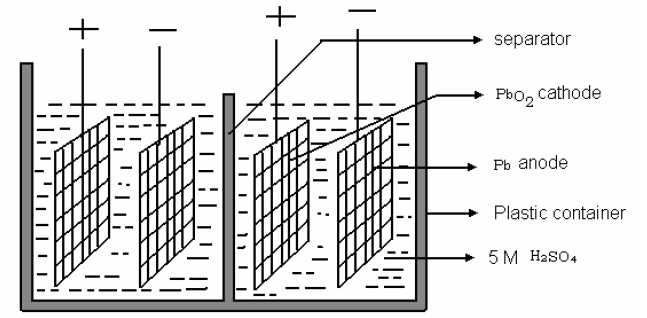 + − + −
separator
PbO₂ cathode
Pb anode
Plastic container
5 M H₂SO₄